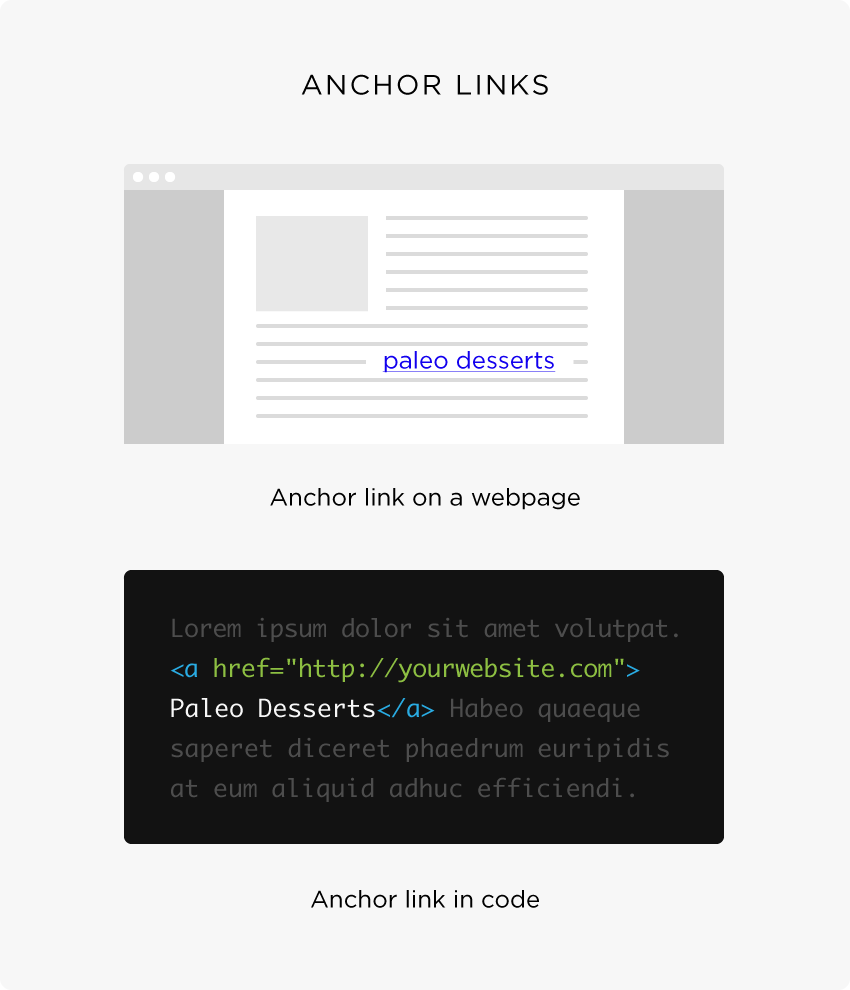 ANCHOR LINKS
paleo desserts
Anchor link on a webpage
Lorem ipsum dolor sit amet volutpat.
<a href="http://yourwebsite.com">
Paleo Desserts</a> Habeo quaeque
saperet diceret phaedrum euripidis
at eum aliquid adhuc efficiendi.
Anchor link in code